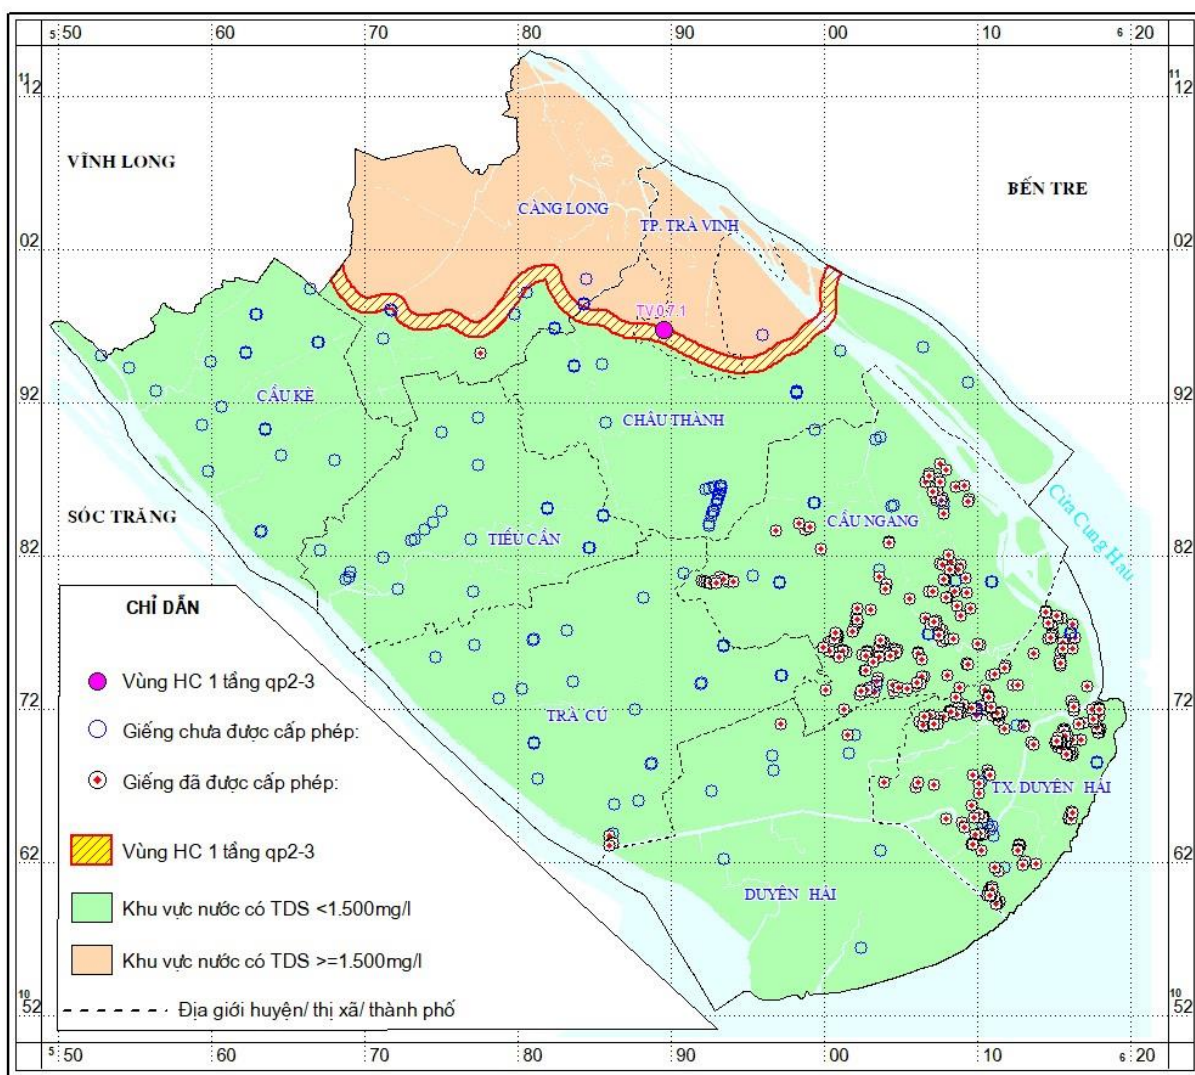 5 50 60 70 80 90 00 10 6 20
11 12 11 12
VĨNH LONG
BẾN TRE
CÀNG LONG
TP. TRÀ VINH
02 02
TV.0.7.1
92 92
CẦU KÈ
CHÂU THÀNH
SÓC TRĂNG
TIỂU CẦN
CẦU NGANG
Cửa Cung Hầu
82 82
CHỈ DẪN
Vùng HC 1 tầng qp2-3
Giếng chưa được cấp phép:
Giếng đã được cấp phép:
TRÀ CÚ
72 72
TX. DUYÊN HẢI
Vùng HC 1 tầng qp2-3
62 62
Khu vực nước có TDS <1.500mg/l
DUYÊN HẢI
Khu vực nước có TDS >=1.500mg/l
Địa giới huyện/ thị xã/ thành phố
10 52 10 52
5 50 60 70 80 90 00 10 6 20